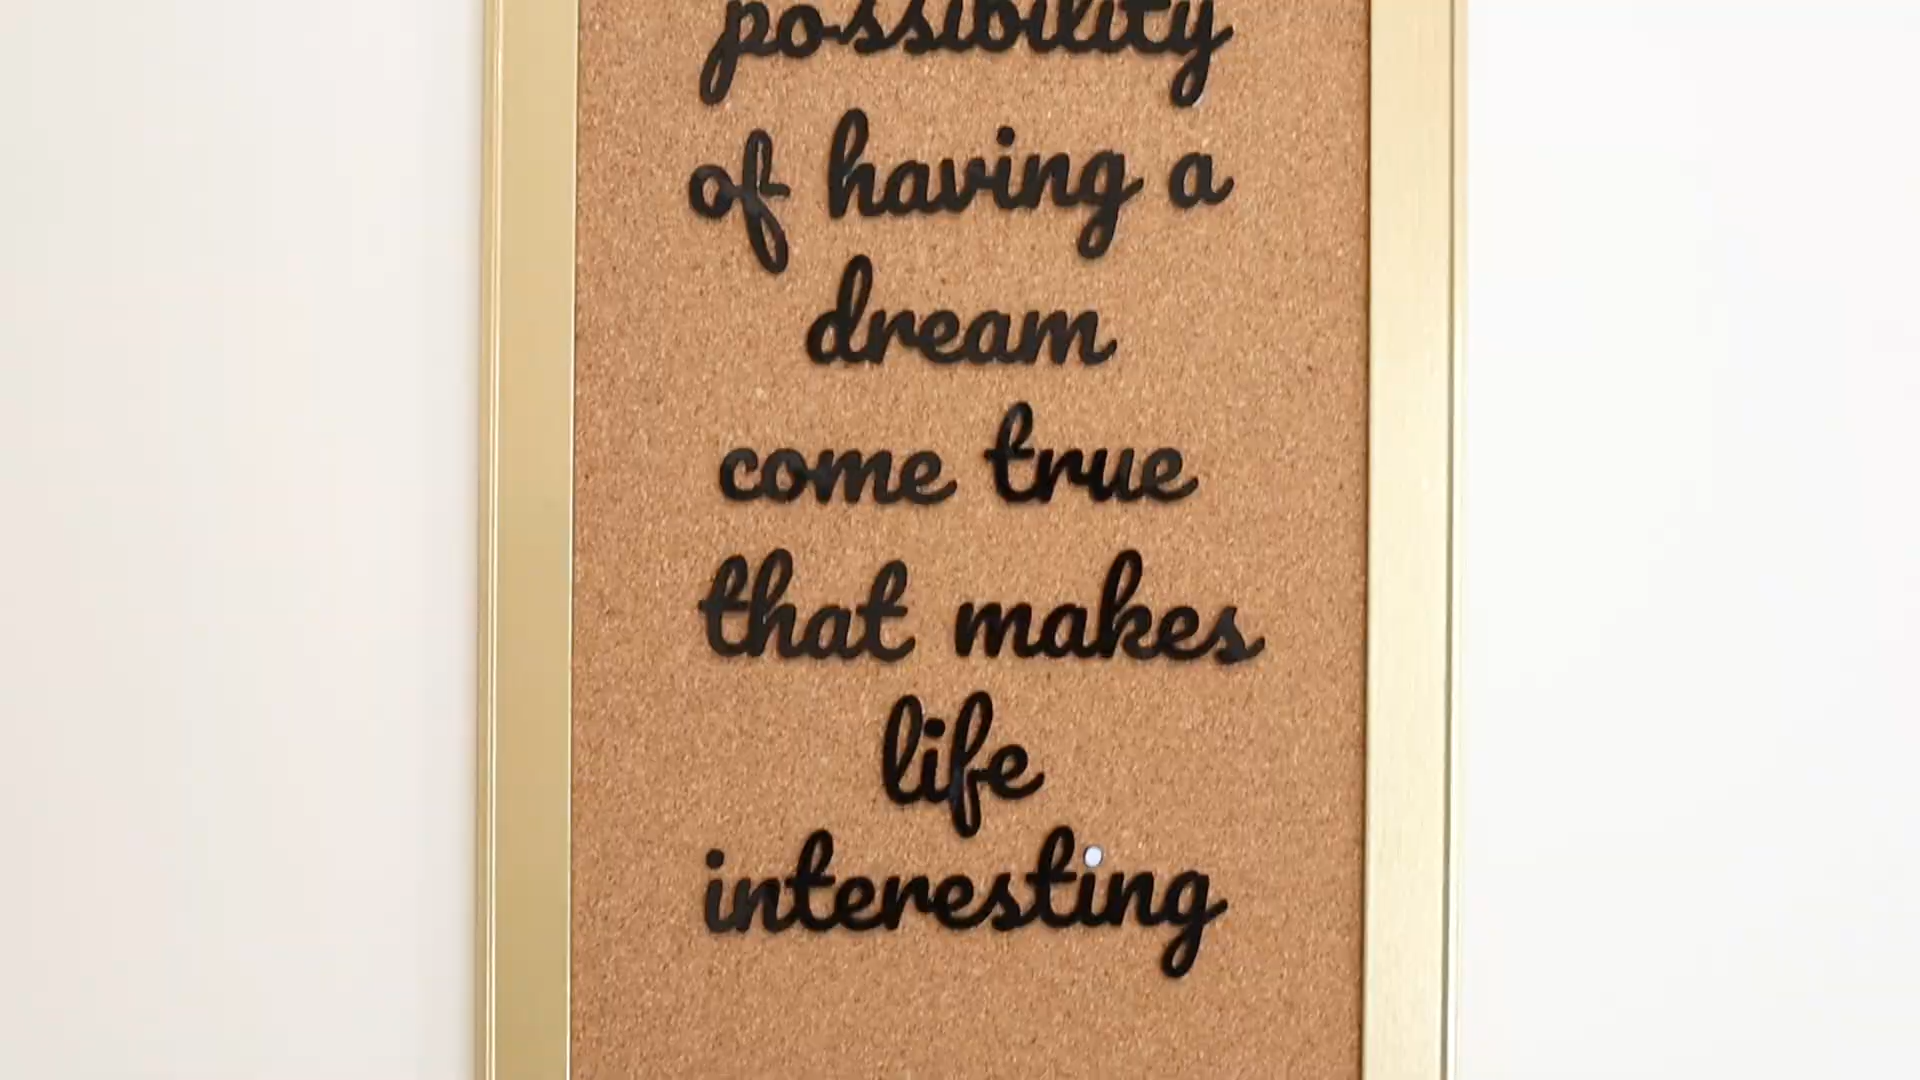 possibility
of having a
dream
come true
that makes
life
interesting